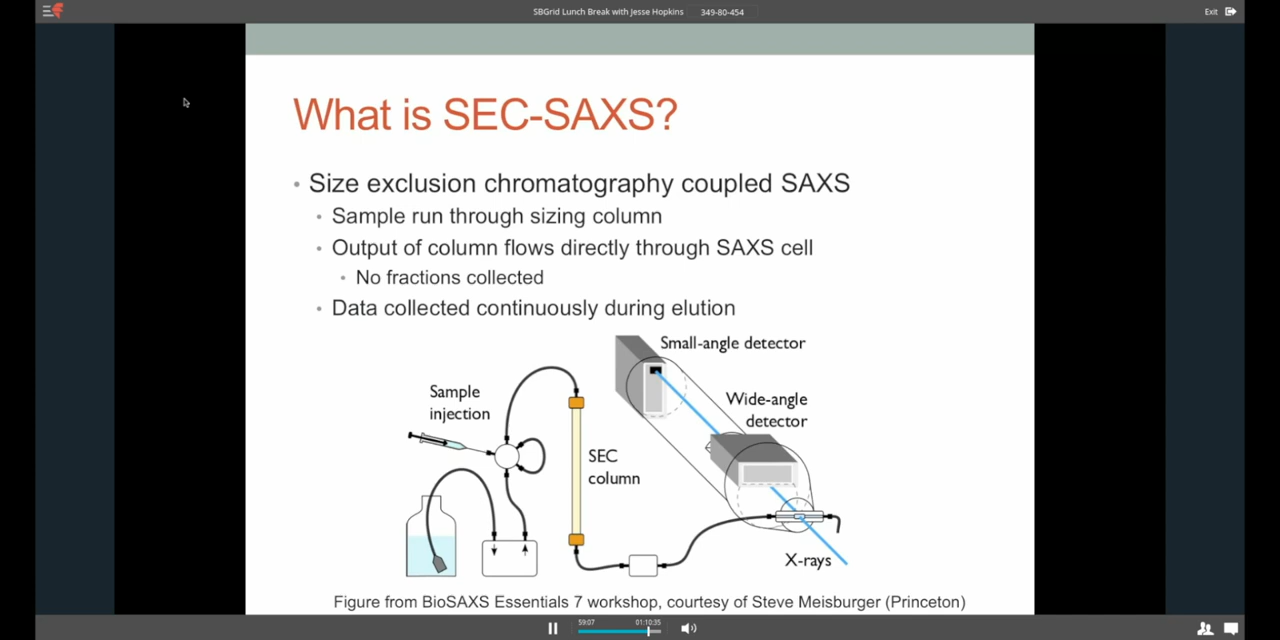 SBGrid Lunch Break with Jesse Hopkins 349-80-454 Exit
What is SEC-SAXS?
• Size exclusion chromatography coupled SAXS
• Sample run through sizing column
• Output of column flows directly through SAXS cell
• No fractions collected
• Data collected continuously during elution
Small-angle detector
Sample
injection
Wide-angle
detector
SEC
column
X-rays
Figure from BioSAXS Essentials 7 workshop, courtesy of Steve Meisburger (Princeton)
59:07 01:10:35